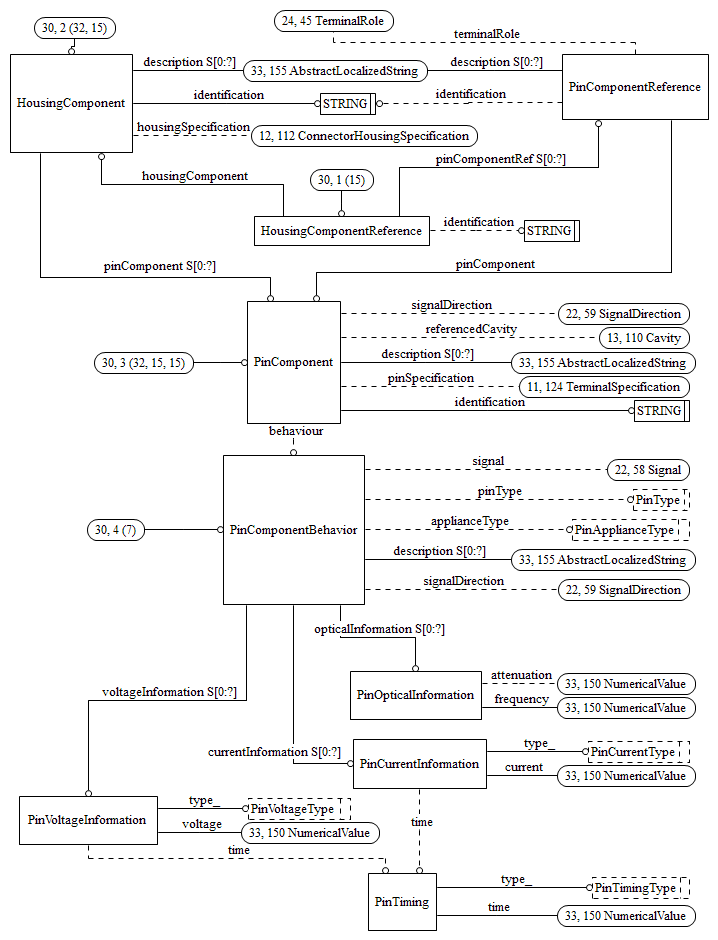 24, 45 TerminalRole
30, 2 (32, 15)
terminalRole
description S[0:?]
33, 155 AbstractLocalizedString
description S[0:?]
HousingComponent
PinComponentReference
identification
STRING
identification
housingSpecification
12, 112 ConnectorHousingSpecification
pinComponentRef S[0:?]
housingComponent
30, 1 (15)
HousingComponentReference
identification
STRING
pinComponent S[0:?]
pinComponent
signalDirection
22, 59 SignalDirection
referencedCavity
13, 110 Cavity
30, 3 (32, 15, 15)
PinComponent
description S[0:?]
33, 155 AbstractLocalizedString
pinSpecification
11, 124 TerminalSpecification
identification
STRING
behaviour
signal
22, 58 Signal
pinType
PinType
30, 4 (7)
PinComponentBehavior
applianceType
PinApplianceType
description S[0:?]
33, 155 AbstractLocalizedString
signalDirection
22, 59 SignalDirection
opticalInformation S[0:?]
voltageInformation S[0:?]
PinOpticalInformation
attenuation
33, 150 NumericalValue
frequency
33, 150 NumericalValue
currentInformation S[0:?]
PinCurrentInformation
type_
PinCurrentType
current
33, 150 NumericalValue
PinVoltageInformation
type_
PinVoltageType
voltage
33, 150 NumericalValue
time
time
PinTiming
type_
PinTimingType
time
33, 150 NumericalValue